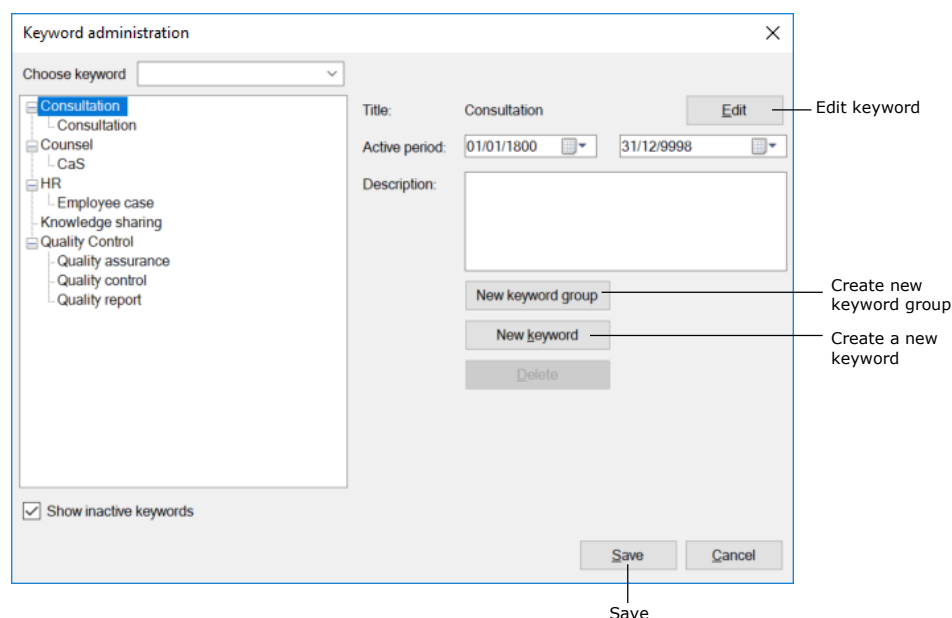 Keyword administration
Choose keyword
Consultation
Consultation
Counsel
CaS
HR
Employee case
Knowledge sharing
Quality Control
Quality assurance
Quality control
Quality report
Show inactive keywords
Title: Consultation Edit
Active period: 01/01/1800 31/12/9998
Description:
New keyword group
New keyword
Delete
Save Cancel
Edit keyword
Create new
keyword group
Create a new
keyword
Save